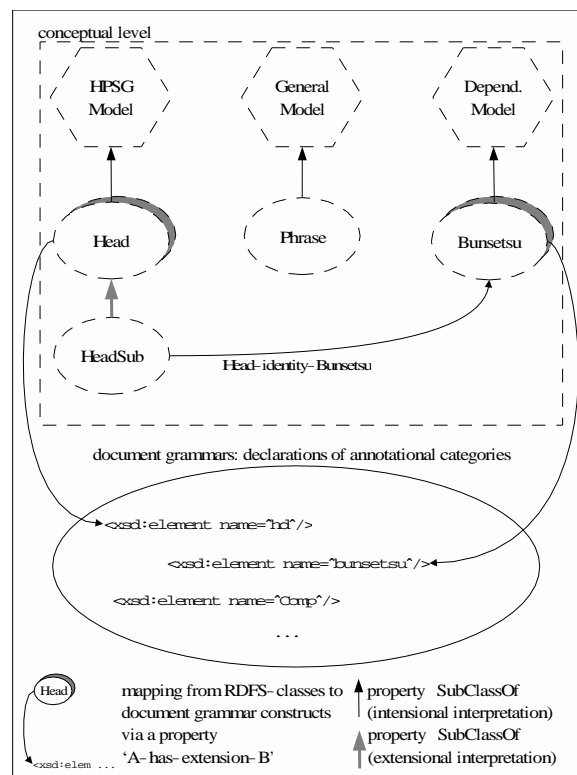 conceptual level
HPSG
Model
General
Model
Depend.
Model
Head
Phrase
Bunsetsu
HeadSub
Head-identity-Bunsetsu
document grammars: declarations of annotational categories
<xsd:element name="hd"/>
<xsd:element name="bunsetsu"/>
<xsd:element name="Comp"/>
...
Head
mapping from RDFS-classes to
document grammar constructs
via a property
‘A-has-extension-B’
<xsd:elem ...
property SubClassOf
(intensional interpretation)
property SubClassOf
(extensional interpretation)